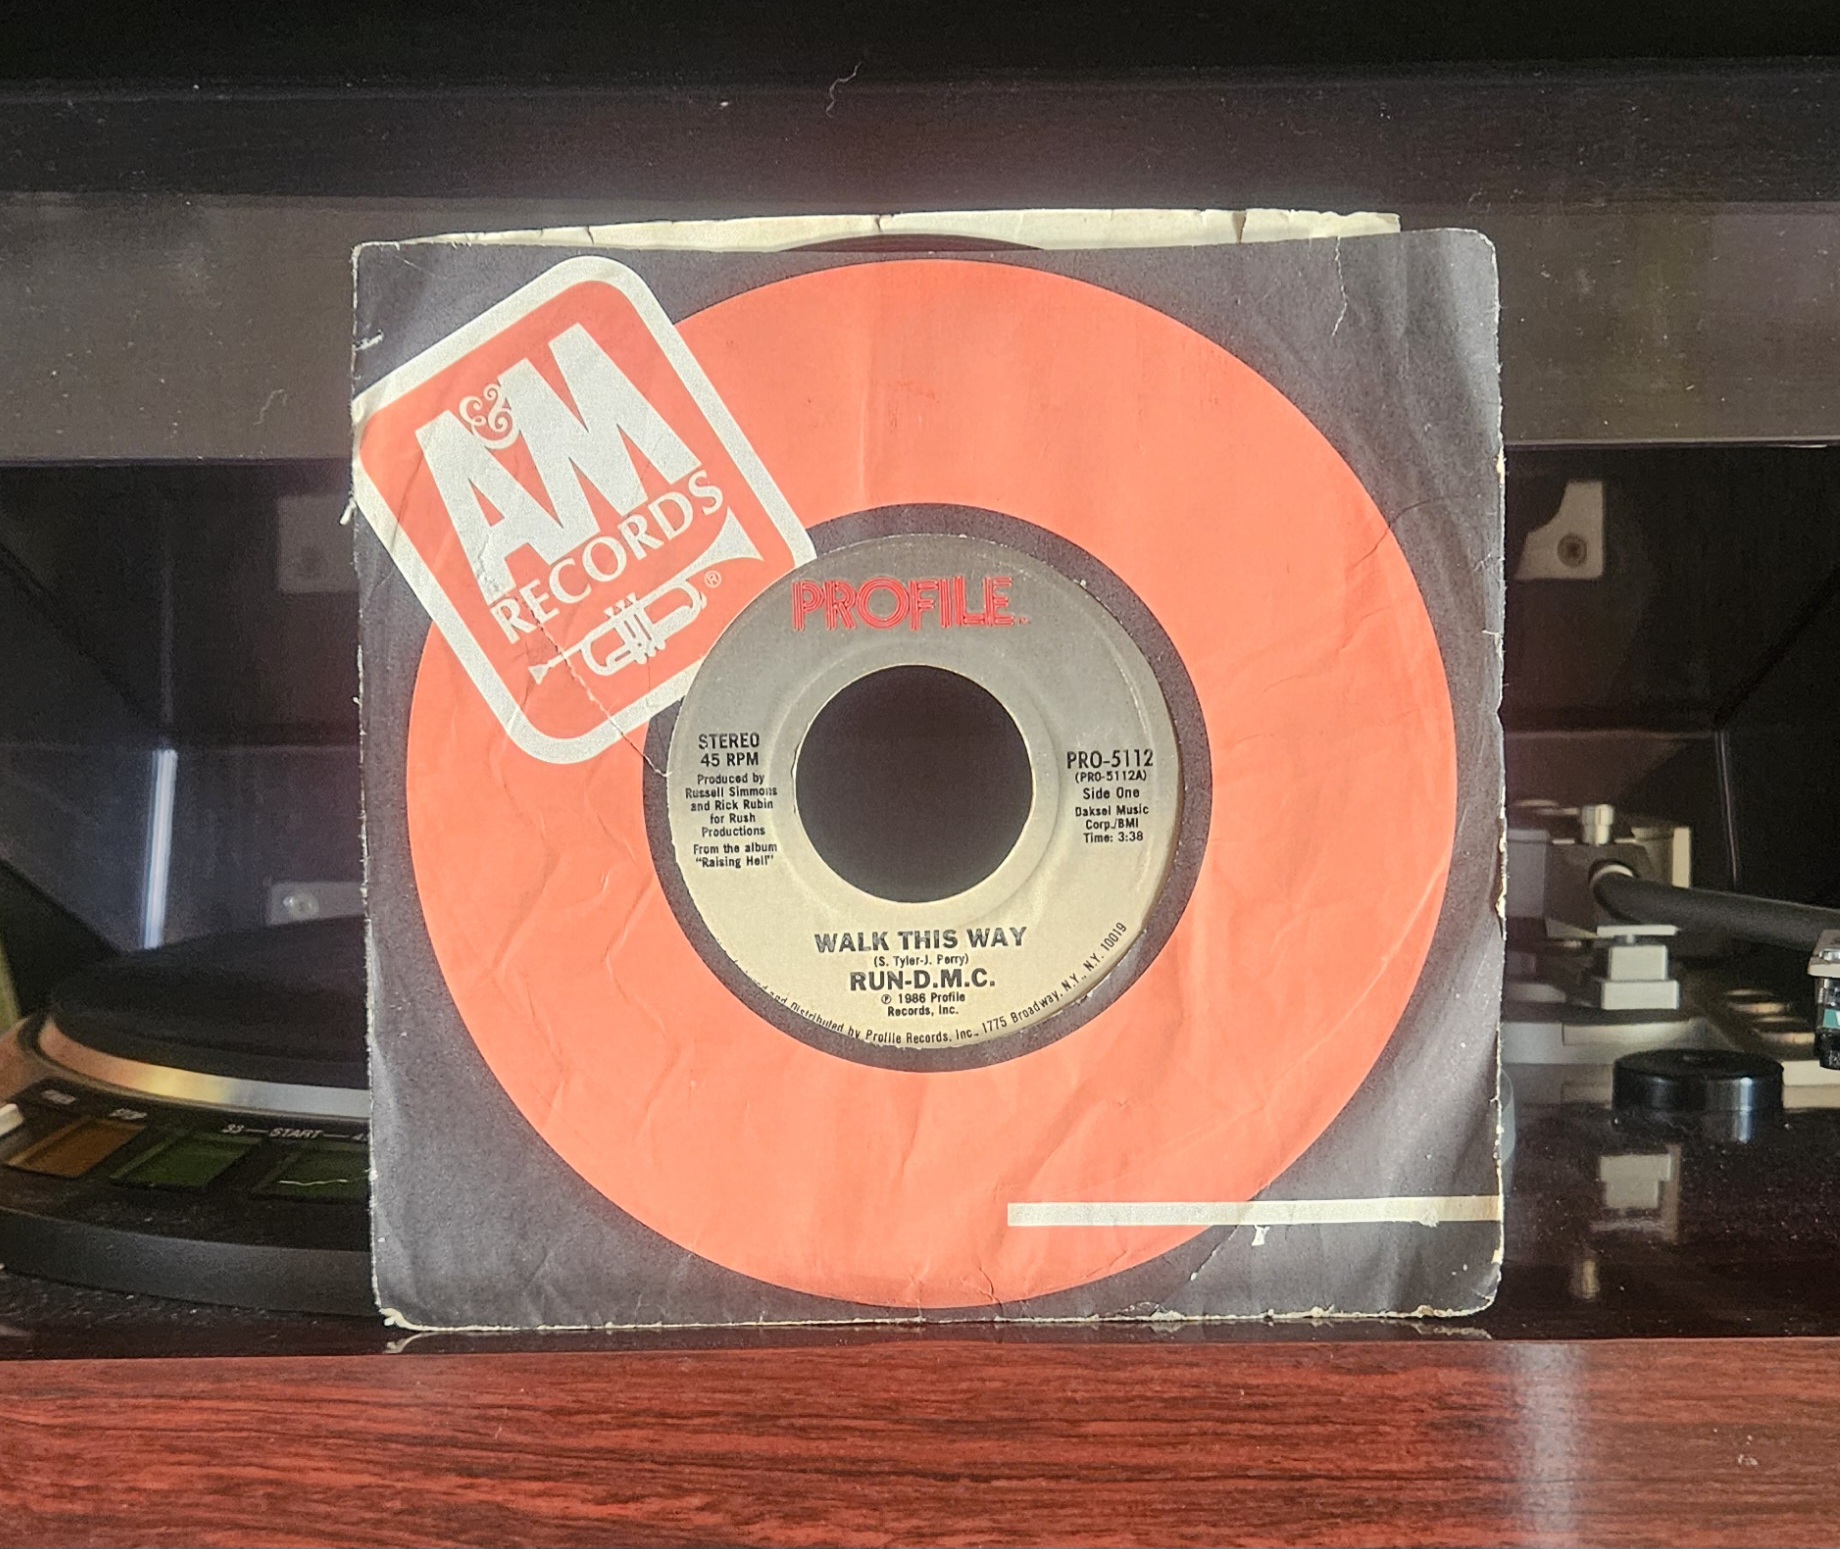 A&M
RECORDS
®
PROFILE
STEREO
45 RPM
Produced by
Russell Simmons
and Rick Rubin
for Rush
Productions
From the album
"Raising Hell"
PRO-5112
(PRO-5112A)
Side One
Daksel Music
Corp./BMI
Time: 3:38
WALK THIS WAY
(S. Tyler-J. Perry)
RUN-D.M.C.
℗ 1986 Profile
Records, Inc.
and Distributed by Profile Records, Inc., 1775 Broadway, N.Y., N.Y. 10019
33 — START — 45